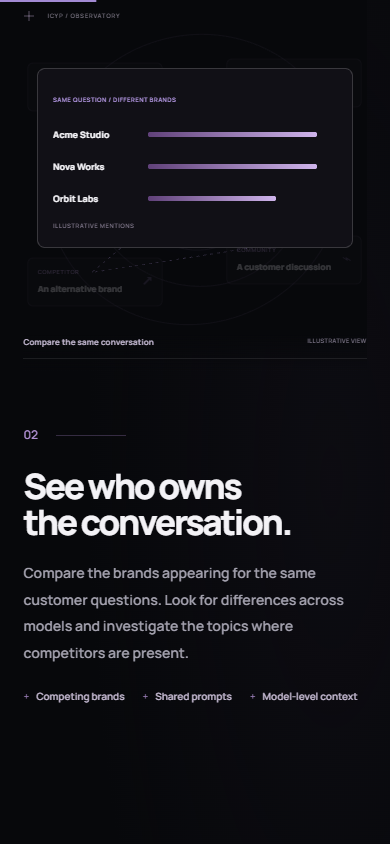 ICYP / OBSERVATORY
SAME QUESTION / DIFFERENT BRANDS
Acme Studio
Nova Works
Orbit Labs
ILLUSTRATIVE MENTIONS
COMPETITOR
An alternative brand
COMMUNITY
A customer discussion
Compare the same conversation
ILLUSTRATIVE VIEW
02
See who owns
the conversation.
Compare the brands appearing for the same
customer questions. Look for differences across
models and investigate the topics where
competitors are present.
+ Competing brands + Shared prompts + Model-level context